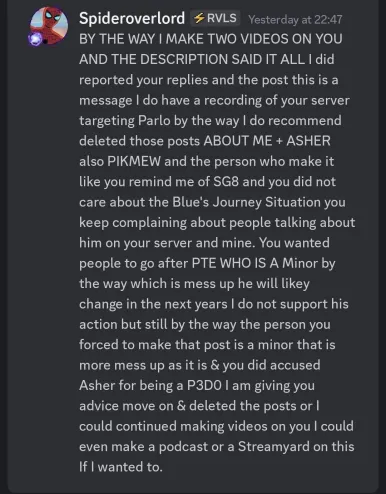 Spideroverlord ⚡RVLS Yesterday at 22:47
BY THE WAY I MAKE TWO VIDEOS ON YOU
AND THE DESCRIPTION SAID IT ALL I did
reported your replies and the post this is a
message I do have a recording of your server
targeting Parlo by the way I do recommend
deleted those posts ABOUT ME + ASHER
also PIKMEW and the person who make it
like you remind me of SG8 and you did not
care about the Blue's Journey Situation you
keep complaining about people talking about
him on your server and mine. You wanted
people to go after PTE WHO IS A Minor by
the way which is mess up he will likey
change in the next years I do not support his
action but still by the way the person you
forced to make that post is a minor that is
more mess up as it is & you did accused
Asher for being a P3D0 I am giving you
advice move on & deleted the posts or I
could continued making videos on you I could
even make a podcast or a Streamyard on this
If I wanted to.